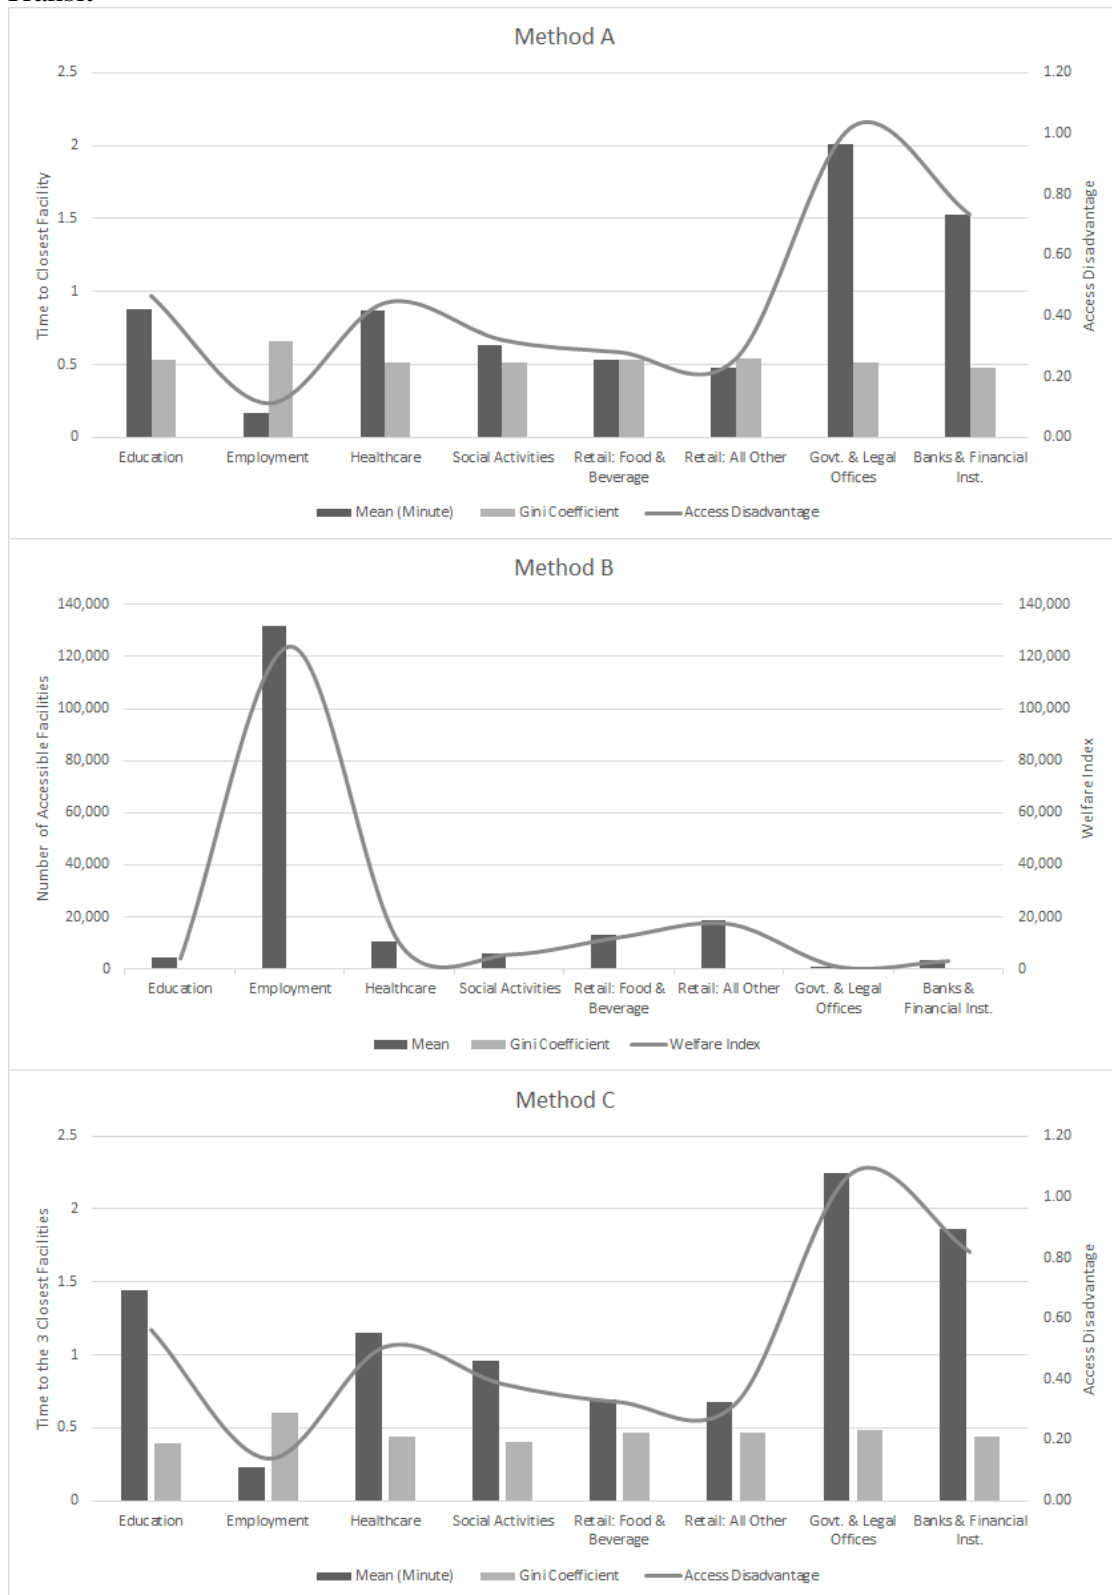 Transit
Method A
Time to Closest Facility
2.5
2
1.5
1
0.5
0
1.20
1.00
0.80
0.60
0.40
0.20
0.00
Access Disadvantage
Education
Employment
Healthcare
Social Activities
Retail: Food &
Beverage
Retail: All Other
Govt. & Legal
Offices
Banks & Financial
Inst.
Mean (Minute)
Gini Coefficient
Access Disadvantage
Method B
Number of Accessible Facilities
140,000
120,000
100,000
80,000
60,000
40,000
20,000
0
140,000
120,000
100,000
80,000
60,000
40,000
20,000
0
Welfare Index
Education
Employment
Healthcare
Social Activities
Retail: Food &
Beverage
Retail: All Other
Govt. & Legal
Offices
Banks &
Financial Inst.
Mean
Gini Coefficient
Welfare Index
Method C
Time to the 3 Closest Facilities
2.5
2
1.5
1
0.5
0
1.20
1.00
0.80
0.60
0.40
0.20
0.00
Access Disadvantage
Education
Employment
Healthcare
Social Activities
Retail: Food &
Beverage
Retail: All Other
Govt. & Legal
Offices
Banks & Financial
Inst.
Mean (Minute)
Gini Coefficient
Access Disadvantage